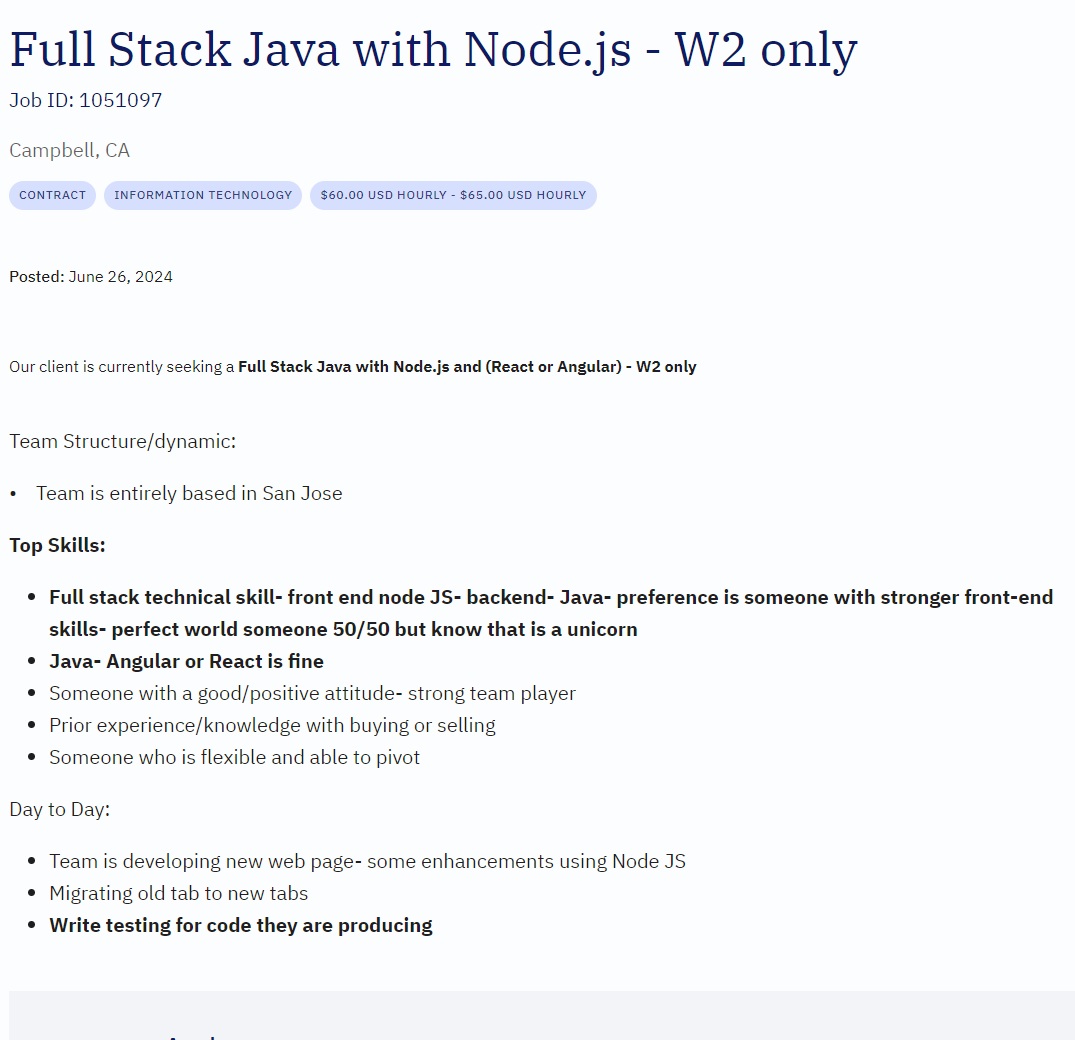 Full Stack Java with Node.js - W2 only
Job ID: 1051097
Campbell, CA
CONTRACT INFORMATION TECHNOLOGY $60.00 USD HOURLY - $65.00 USD HOURLY
Posted: June 26, 2024
Our client is currently seeking a Full Stack Java with Node.js and (React or Angular) - W2 only
Team Structure/dynamic:
• Team is entirely based in San Jose
Top Skills:
• Full stack technical skill- front end node JS- backend- Java- preference is someone with stronger front-end
skills- perfect world someone 50/50 but know that is a unicorn
• Java- Angular or React is fine
• Someone with a good/positive attitude- strong team player
• Prior experience/knowledge with buying or selling
• Someone who is flexible and able to pivot
Day to Day:
• Team is developing new web page- some enhancements using Node JS
• Migrating old tab to new tabs
• Write testing for code they are producing